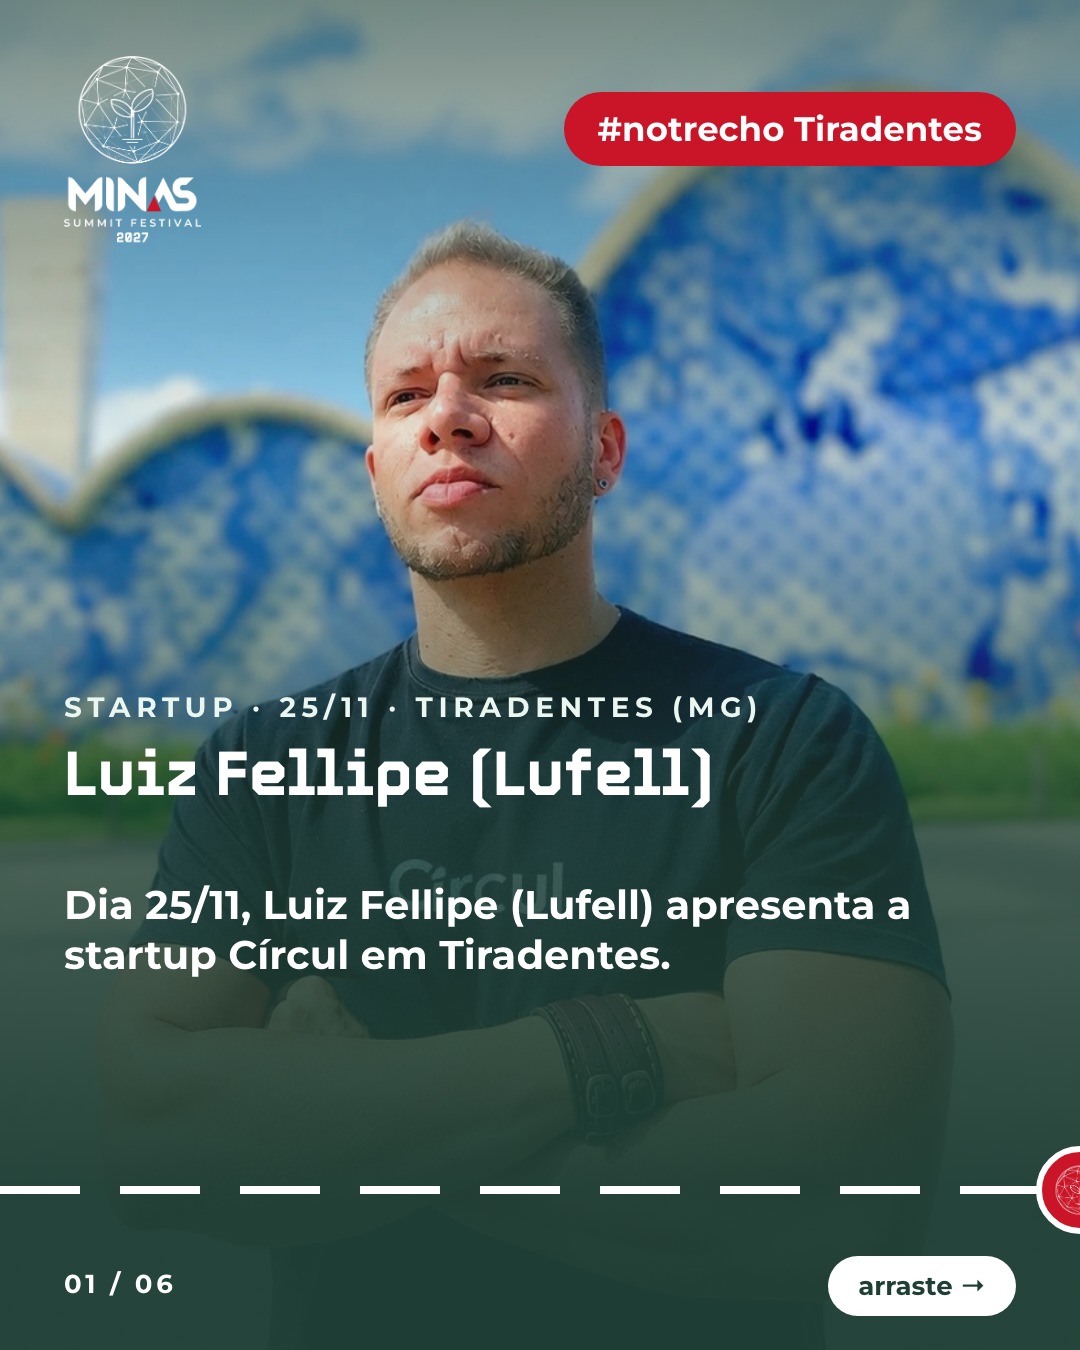 MINAS
SUMMIT FESTIVAL
2027
#notrecho Tiradentes
STARTUP · 25/11 · TIRADENTES (MG)
Luiz Fellipe (Lufell)
Círcul
Dia 25/11, Luiz Fellipe (Lufell) apresenta a
startup Círcul em Tiradentes.
01 / 06
arraste →